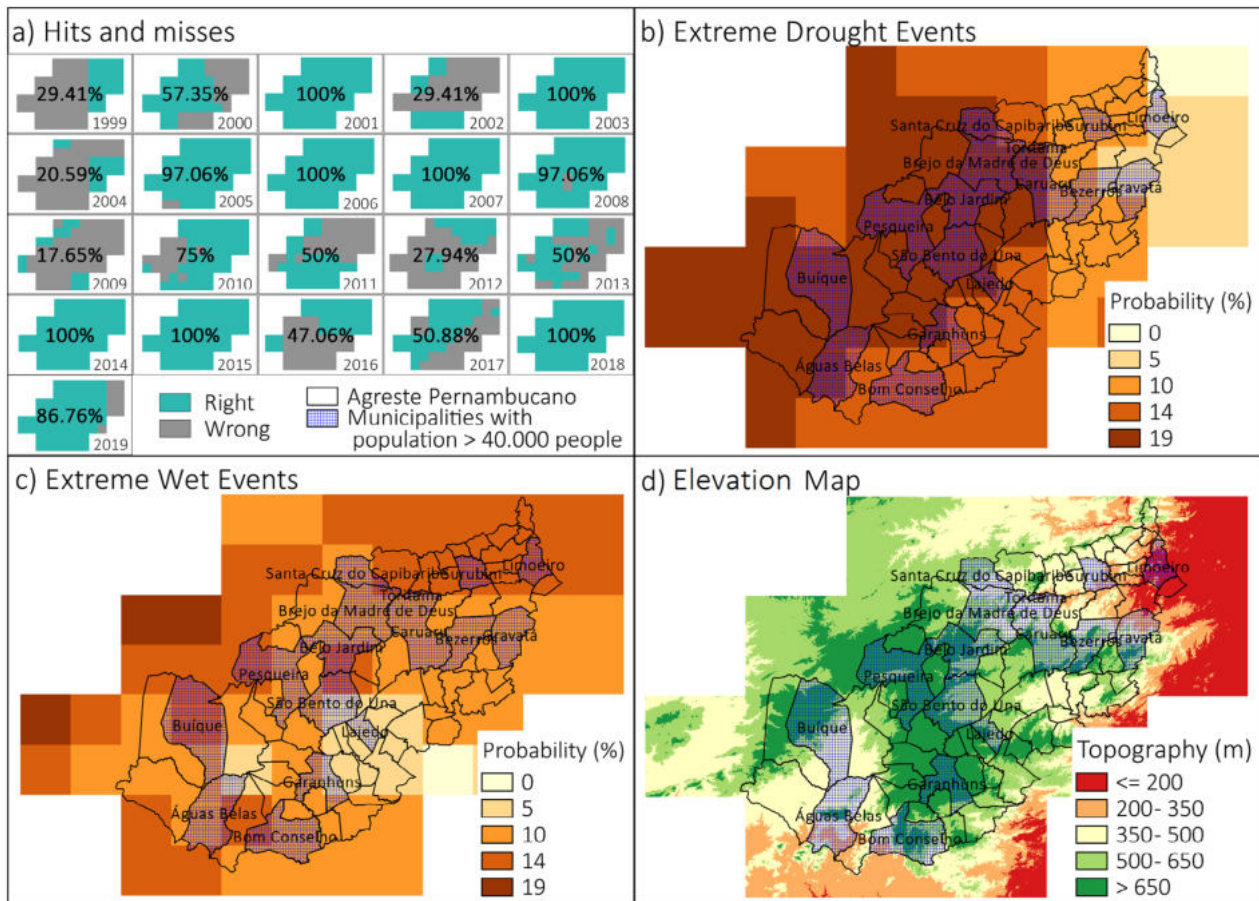 a) Hits and misses
29.41%
1999
57.35%
2000
100%
2001
29.41%
2002
100%
2003
20.59%
2004
97.06%
2005
100%
2006
100%
2007
97.06%
2008
17.65%
2009
75%
2010
50%
2011
27.94%
2012
50%
2013
100%
2014
100%
2015
47.06%
2016
50.88%
2017
100%
2018
86.76%
2019
Right
Wrong
Agreste Pernambucano
Municipalities with
population > 40.000 people
b) Extreme Drought Events
Limoeiro
Santa Cruz do Capibaribe
Surubim
Toritama
Brejo da Madre de Deus
Caruaru
Bezerros
Gravatá
Belo Jardim
Pesqueira
São Bento do Una
Buíque
Lajedo
Garanhuns
Águas Belas
Bom Conselho
Probability (%)
0
5
10
14
19
c) Extreme Wet Events
Limoeiro
Santa Cruz do Capibaribe
Surubim
Toritama
Brejo da Madre de Deus
Caruaru
Bezerros
Gravatá
Belo Jardim
Pesqueira
São Bento do Una
Buíque
Lajedo
Garanhuns
Águas Belas
Bom Conselho
Probability (%)
0
5
10
14
19
d) Elevation Map
Limoeiro
Santa Cruz do Capibaribe
Surubim
Toritama
Brejo da Madre de Deus
Caruaru
Bezerros
Gravatá
Belo Jardim
Pesqueira
São Bento do Una
Buíque
Lajedo
Garanhuns
Águas Belas
Bom Conselho
Topography (m)
<= 200
200- 350
350- 500
500- 650
> 650